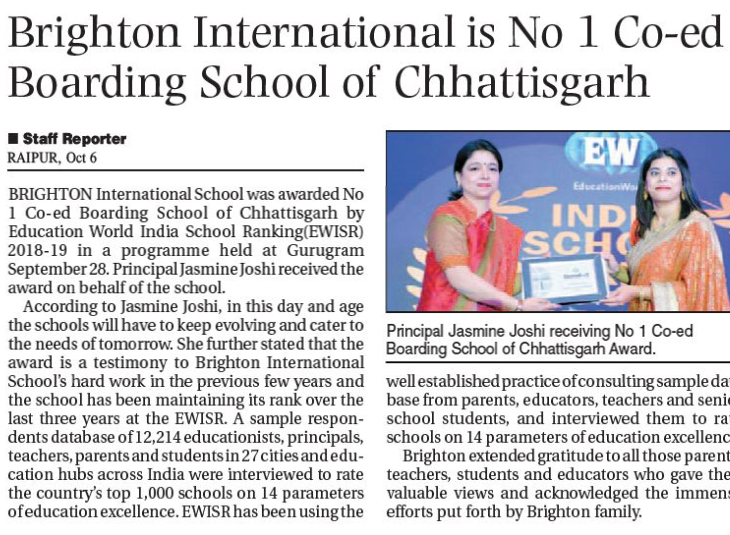 Brighton International is No 1 Co-ed
Boarding School of Chhattisgarh
■ Staff Reporter
RAIPUR, Oct 6
BRIGHTON International School was awarded No
1 Co-ed Boarding School of Chhattisgarh by
Education World India School Ranking(EWISR)
2018-19 in a programme held at Gurugram
September 28. Principal Jasmine Joshi received the
award on behalf of the school.
According to Jasmine Joshi, in this day and age
the schools will have to keep evolving and cater to
the needs of tomorrow. She further stated that the
award is a testimony to Brighton International
School's hard work in the previous few years and
the school has been maintaining its rank over the
last three years at the EWISR. A sample respon-
dents database of 12,214 educationists, principals,
teachers, parents and students in 27 cities and edu-
cation hubs across India were interviewed to rate
the country's top 1,000 schools on 14 parameters
of education excellence. EWISR has been using the
EW
EducationWo
INDI
SCHO
Principal Jasmine Joshi receiving No 1 Co-ed
Boarding School of Chhattisgarh Award.
well established practice of consulting sample da
base from parents, educators, teachers and seni
school students, and interviewed them to ra
schools on 14 parameters of education excellenc
Brighton extended gratitude to all those parent
teachers, students and educators who gave the
valuable views and acknowledged the immens
efforts put forth by Brighton family.